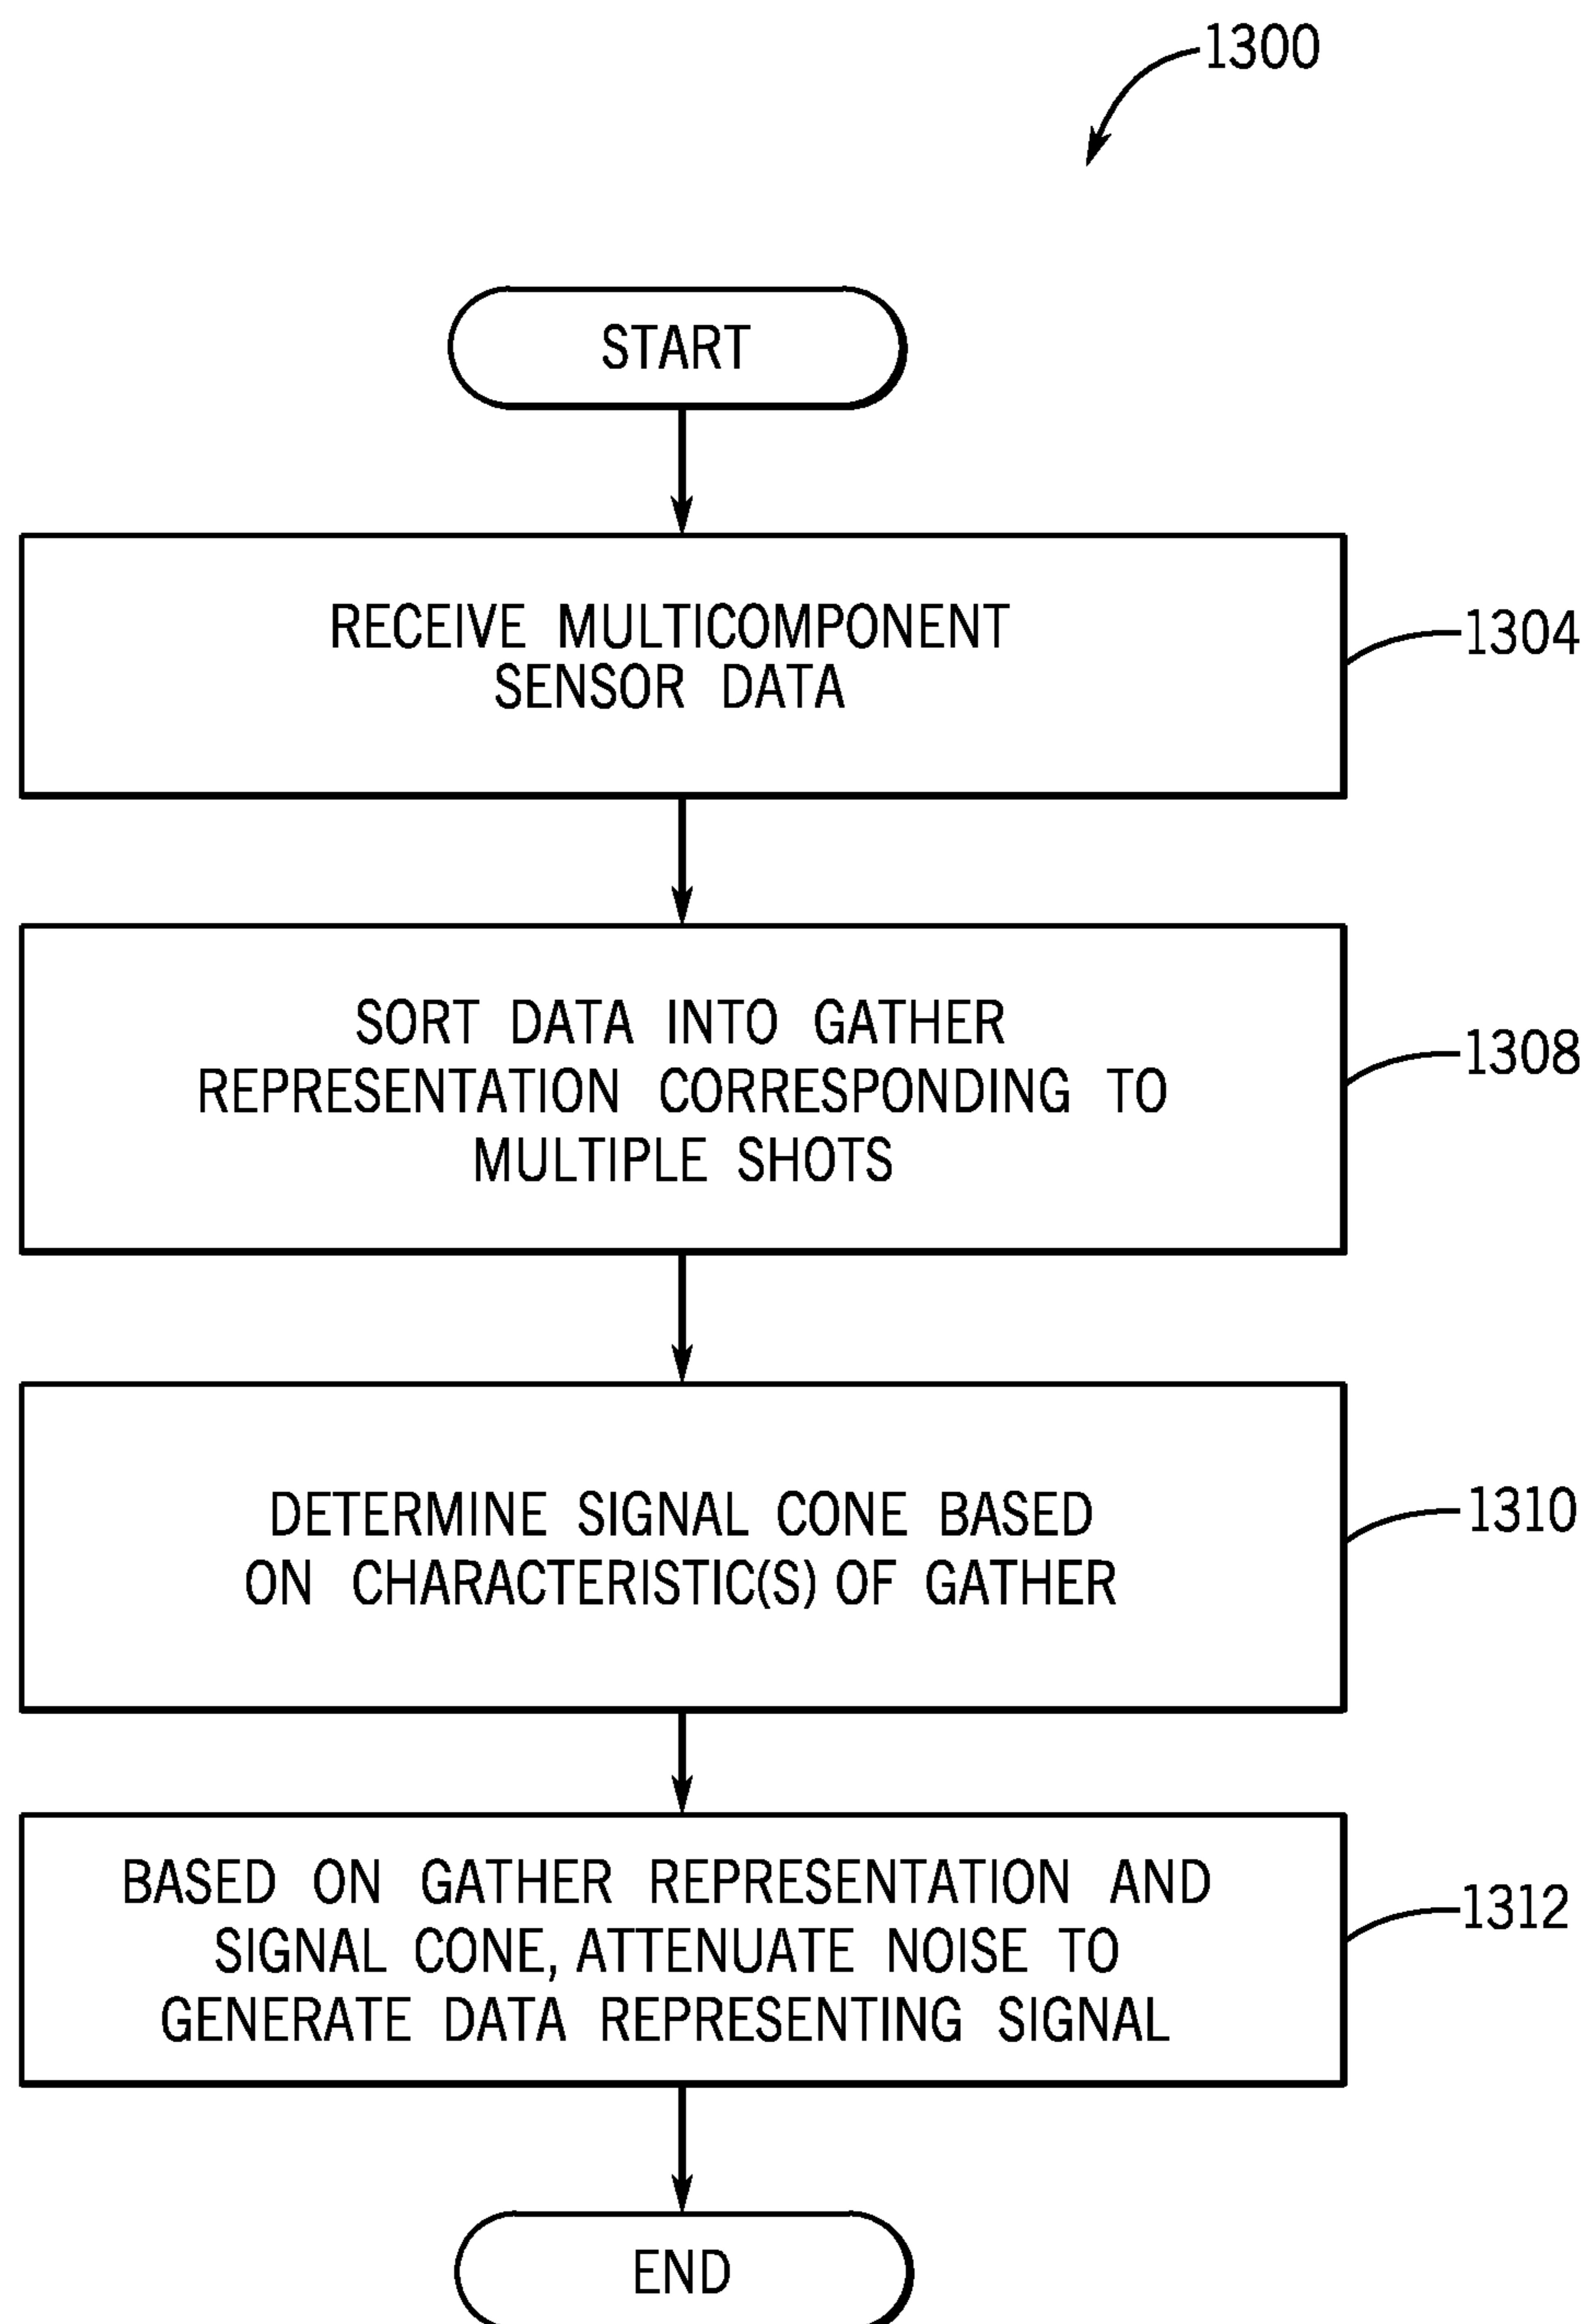 1300
START
RECEIVE MULTICOMPONENT
SENSOR DATA
1304
SORT DATA INTO GATHER
REPRESENTATION CORRESPONDING TO
MULTIPLE SHOTS
1308
DETERMINE SIGNAL CONE BASED
ON CHARACTERISTIC(S) OF GATHER
1310
BASED ON GATHER REPRESENTATION AND
SIGNAL CONE, ATTENUATE NOISE TO
GENERATE DATA REPRESENTING SIGNAL
1312
END